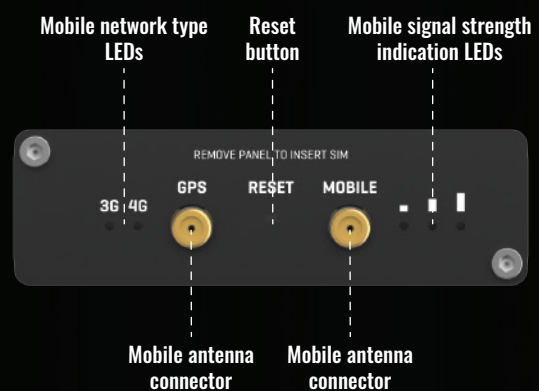 Mobile network type
LEDs
Reset
button
Mobile signal strength
indication LEDs
REMOVE PANEL TO INSERT SIM
GPS
RESET
MOBILE
3G 4G
Mobile antenna
connector
Mobile antenna
connector